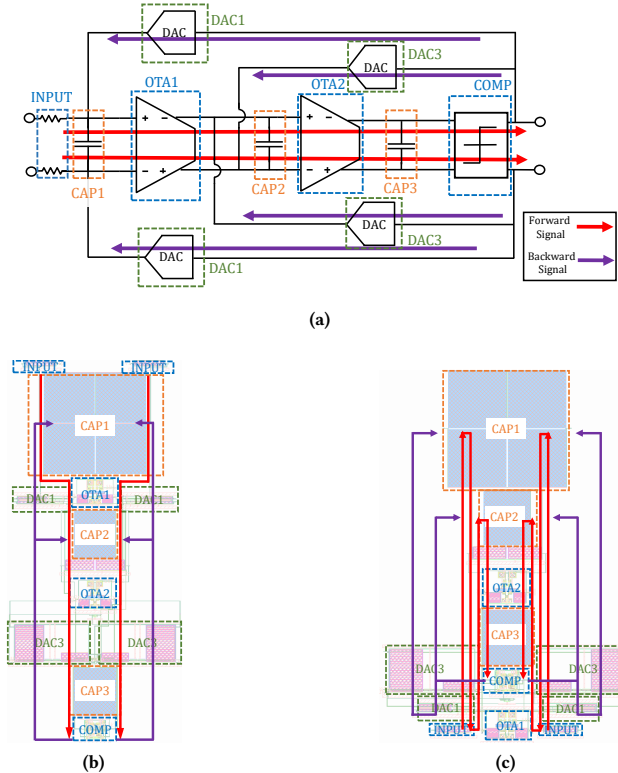 DAC1
DAC
DAC3
DAC
INPUT
OTA1
OTA2
COMP
+ −
+ −
− +
− +
CAP1
CAP2
CAP3
DAC
DAC3
DAC
DAC1
Forward
Signal
Backward
Signal
(a)
INPUT
INPUT
CAP1
OTA1
DAC1
DAC1
CAP2
OTA2
DAC3
DAC3
CAP3
COMP
(b)
CAP1
CAP2
OTA2
CAP3
DAC3
DAC3
COMP
DAC1
DAC1
INPUT
OTA1
INPUT
(c)